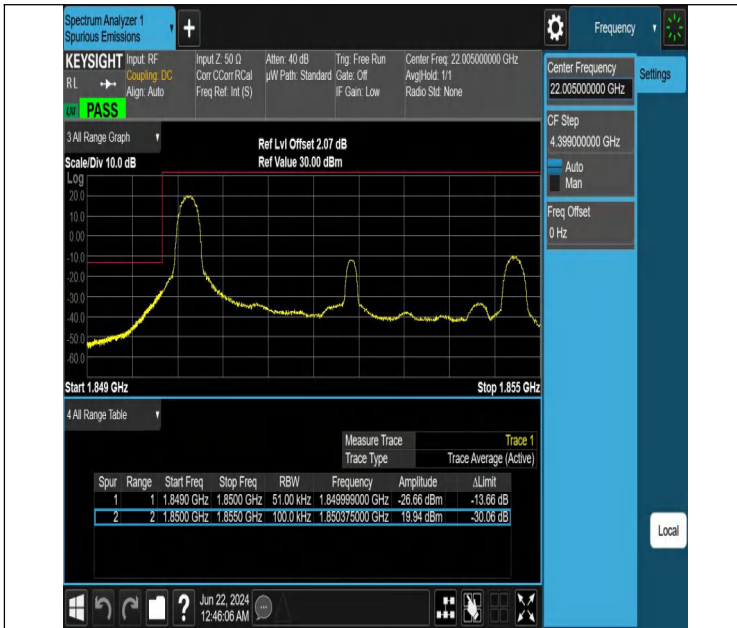 Spectrum Analyzer 1
Spurious Emissions
Frequency
KEYSIGHT
Input: RF
Input Z: 50 Ω
Atten: 40 dB
Trig: Free Run
Center Freq: 22.005000000 GHz
R L
Coupling: DC
Corr CCorr RCal
µW Path: Standard
Gate: Off
Avg|Hold: 1/1
Align: Auto
Freq Ref: Int (S)
IF Gain: Low
Radio Std: None
PASS
Center Frequency
22.005000000 GHz
Settings
CF Step
4.399000000 GHz
Auto
Man
Freq Offset
0 Hz
3 All Range Graph
Ref Lvl Offset 2.07 dB
Scale/Div 10.0 dB
Ref Value 30.00 dBm
Log
20.0
10.0
0.00
-10.0
-20.0
-30.0
-40.0
-50.0
-60.0
Start 1.849 GHz
Stop 1.855 GHz
4 All Range Table
Measure Trace Trace 1
Trace Type Trace Average (Active)
Spur Range Start Freq Stop Freq RBW Frequency Amplitude ΔLimit
1 1 1.8490 GHz 1.8500 GHz 51.00 kHz 1.849999000 GHz -26.66 dBm -13.66 dB
2 2 1.8500 GHz 1.8550 GHz 100.0 kHz 1.850375000 GHz 19.94 dBm -30.06 dB
Local
Jun 22, 2024
12:46:06 AM